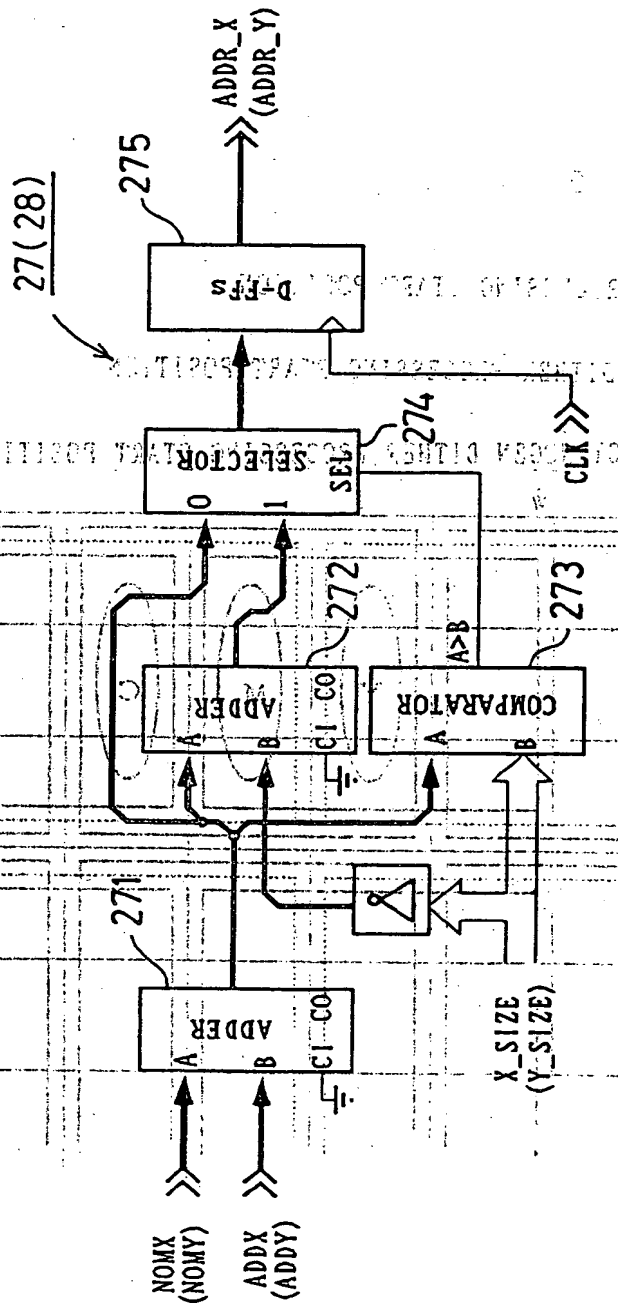 27(28)
NOMX
(NOMY)
ADDX
(ADDY)
271
ADDER
A
B
CI CO
X_SIZE
(Y_SIZE)
272
ADDER
A
B
CI CO
273
COMPARATOR
A
B
A>B
274
SELECTOR
0
1
SEL
275
D-FFs
CLK
ADDR_X
(ADDR_Y)